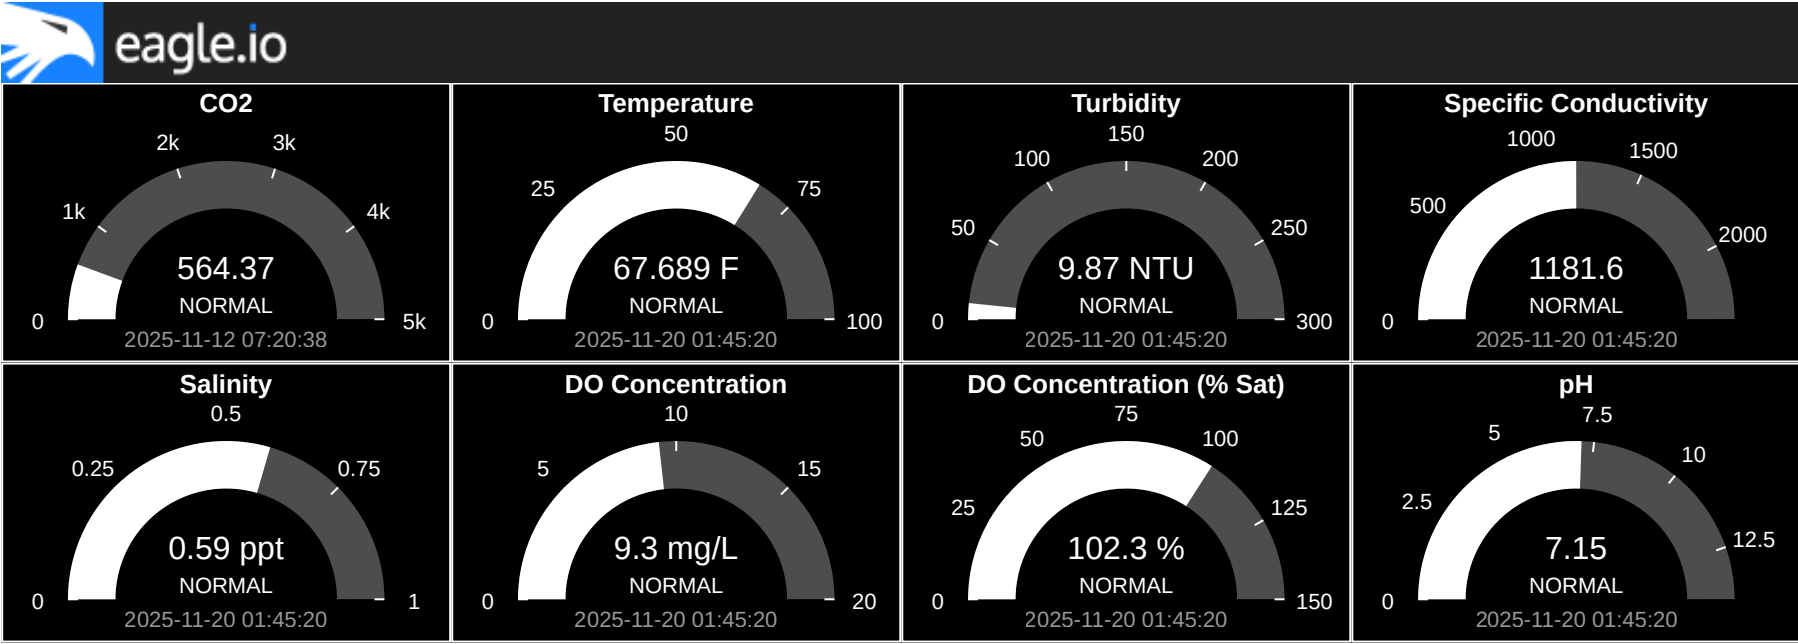 eagle.io
CO2
0
1k
2k
3k
4k
5k
564.37
NORMAL
2025-11-12 07:20:38
Temperature
0
25
50
75
100
67.689 F
NORMAL
2025-11-20 01:45:20
Turbidity
0
50
100
150
200
250
300
9.87 NTU
NORMAL
2025-11-20 01:45:20
Specific Conductivity
0
500
1000
1500
2000
1181.6
NORMAL
2025-11-20 01:45:20
Salinity
0
0.25
0.5
0.75
1
0.59 ppt
NORMAL
2025-11-20 01:45:20
DO Concentration
0
5
10
15
20
9.3 mg/L
NORMAL
2025-11-20 01:45:20
DO Concentration (% Sat)
0
25
50
75
100
125
150
102.3 %
NORMAL
2025-11-20 01:45:20
pH
0
2.5
5
7.5
10
12.5
7.15
NORMAL
2025-11-20 01:45:20